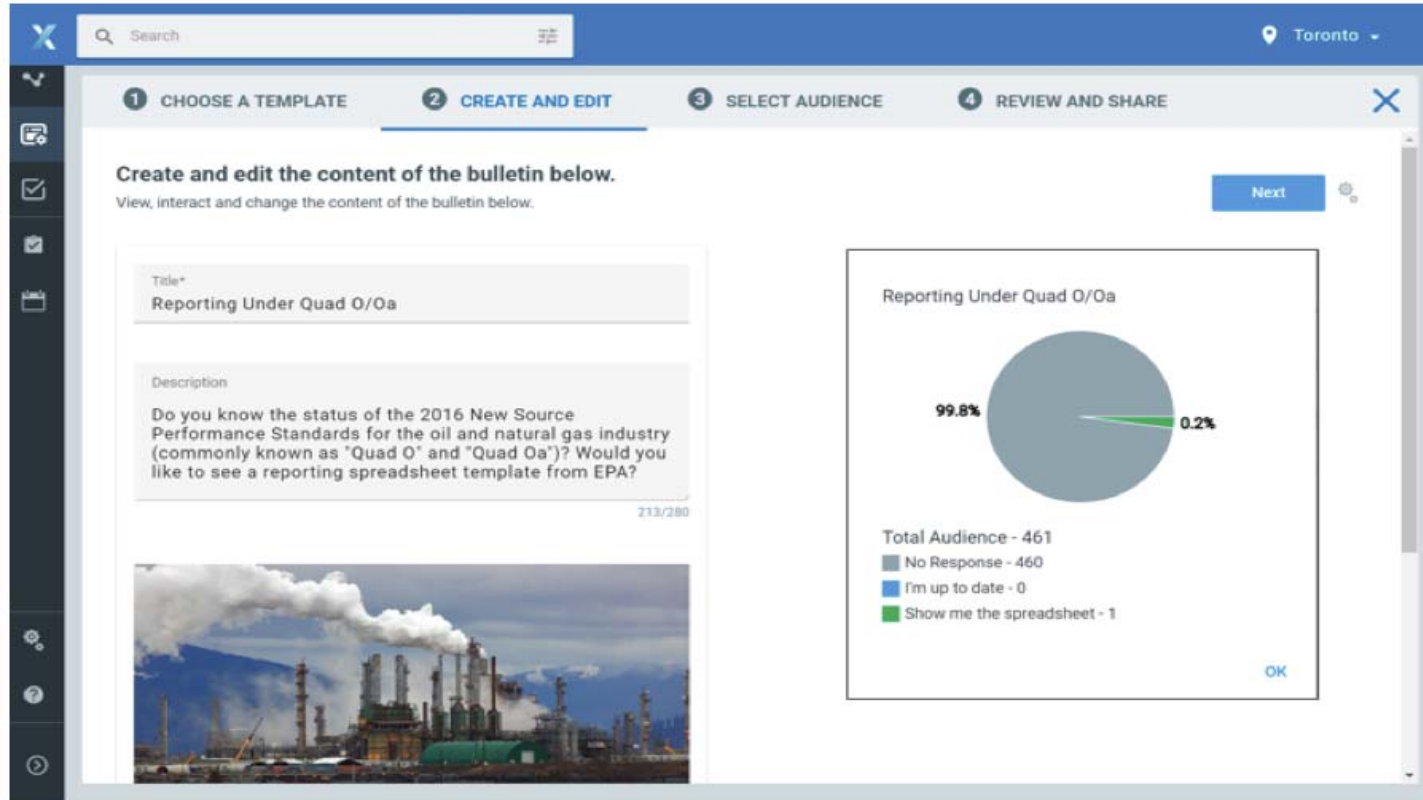 Search
Toronto
1 CHOOSE A TEMPLATE
2 CREATE AND EDIT
3 SELECT AUDIENCE
4 REVIEW AND SHARE
Create and edit the content of the bulletin below.
View, interact and change the content of the bulletin below.
Next
Title*
Reporting Under Quad O/Oa
Description
Do you know the status of the 2016 New Source
Performance Standards for the oil and natural gas industry
(commonly known as "Quad O" and "Quad Oa")? Would you
like to see a reporting spreadsheet template from EPA?
213/280
Reporting Under Quad O/Oa
99.8%
0.2%
Total Audience - 461
No Response - 460
I'm up to date - 0
Show me the spreadsheet - 1
OK